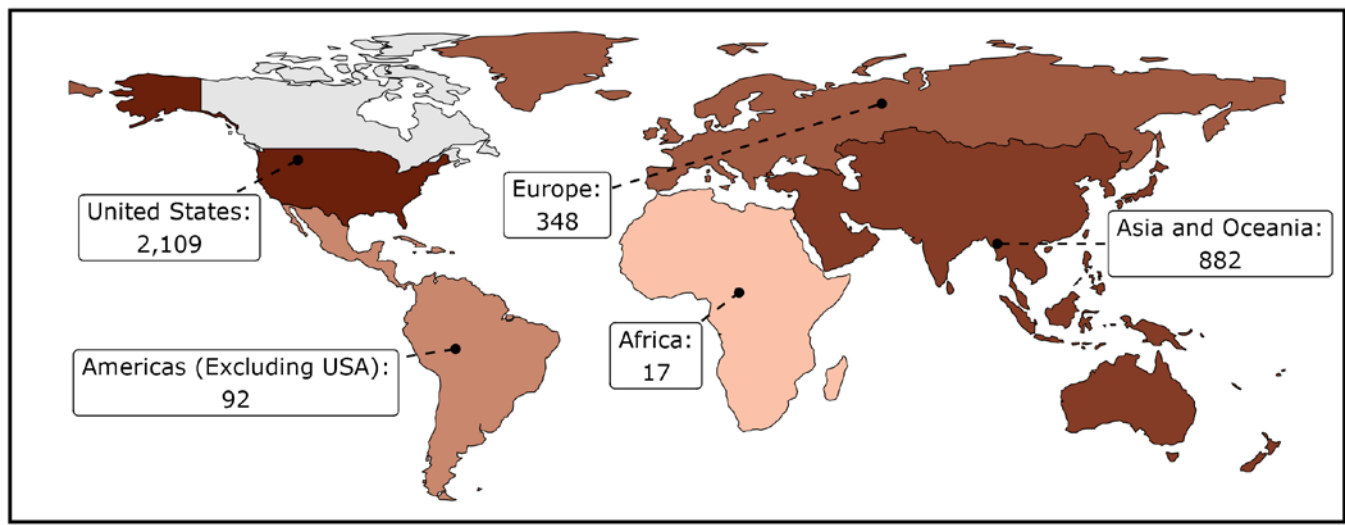 United States:
2,109
Europe:
348
Asia and Oceania:
882
Americas (Excluding USA):
92
Africa:
17